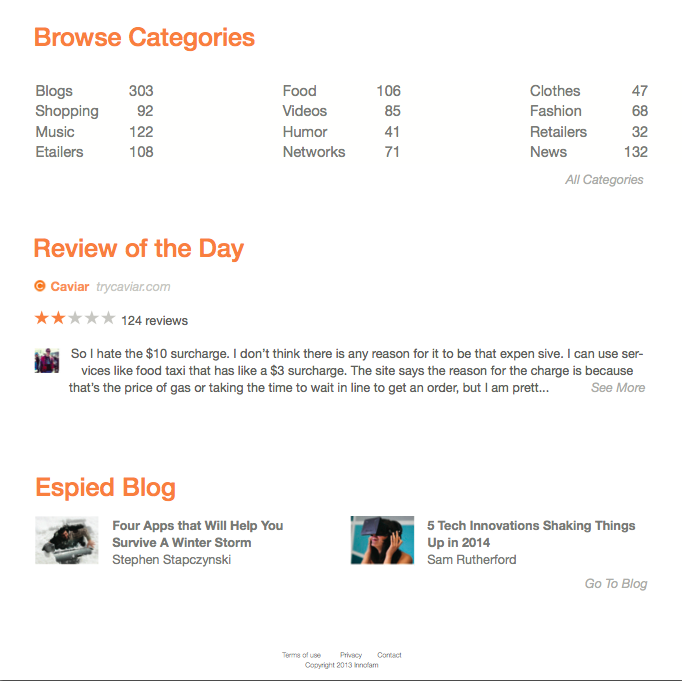 Browse Categories
Blogs 303 Food 106 Clothes 47
Shopping 92 Videos 85 Fashion 68
Music 122 Humor 41 Retailers 32
Etailers 108 Networks 71 News 132
All Categories
Review of the Day
C Caviar trycaviar.com
124 reviews
So I hate the $10 surcharge. I don't think there is any reason for it to be that expen sive. I can use ser-
vices like food taxi that has like a $3 surcharge. The site says the reason for the charge is because
that's the price of gas or taking the time to wait in line to get an order, but I am prett... See More
Espied Blog
Four Apps that Will Help You
Survive A Winter Storm
Stephen Stapczynski
5 Tech Innovations Shaking Things
Up in 2014
Sam Rutherford
Go To Blog
Terms of use Privacy Contact
Copyright 2013 Innofam